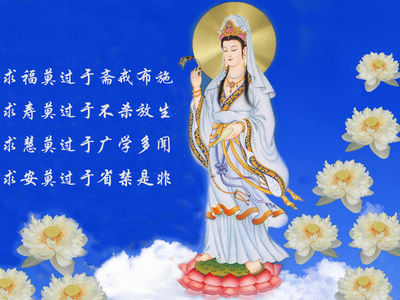 求福莫过于斋戒布施
求寿莫过于不杀放生
求慧莫过于广学多闻
求安莫过于省禁是非